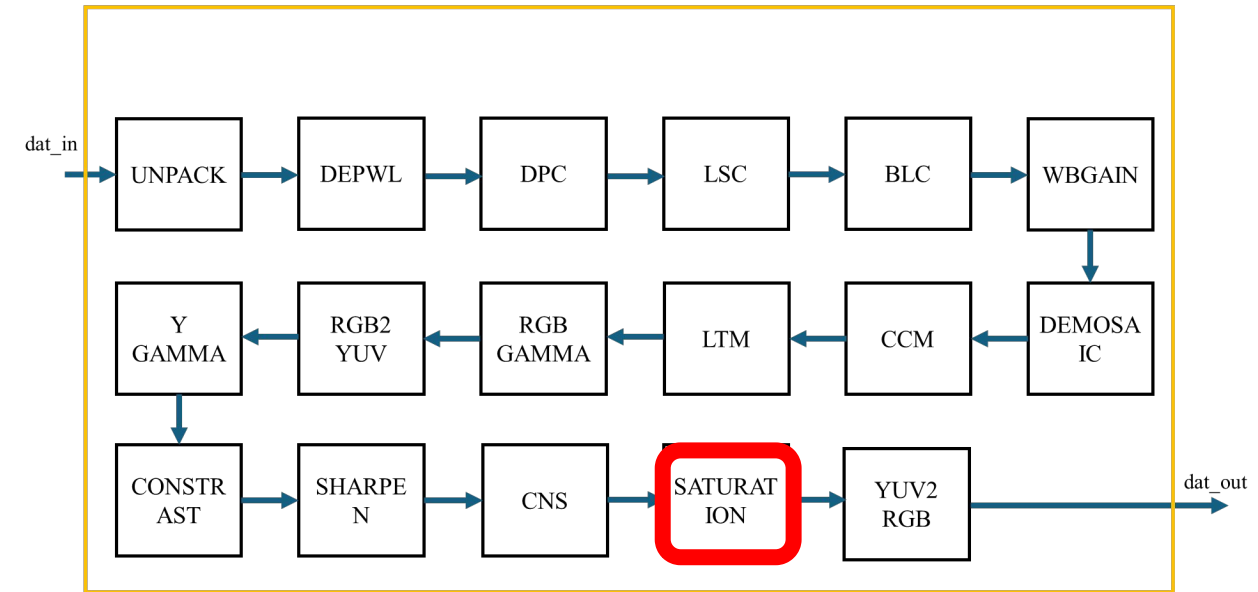 dat_in
UNPACK
DEPWL
DPC
LSC
BLC
WBGAIN
Y
GAMMA
RGB2
YUV
RGB
GAMMA
LTM
CCM
DEMOSA
IC
CONSTR
AST
SHARPE
N
CNS
SATURAT
ION
YUV2
RGB
dat_out